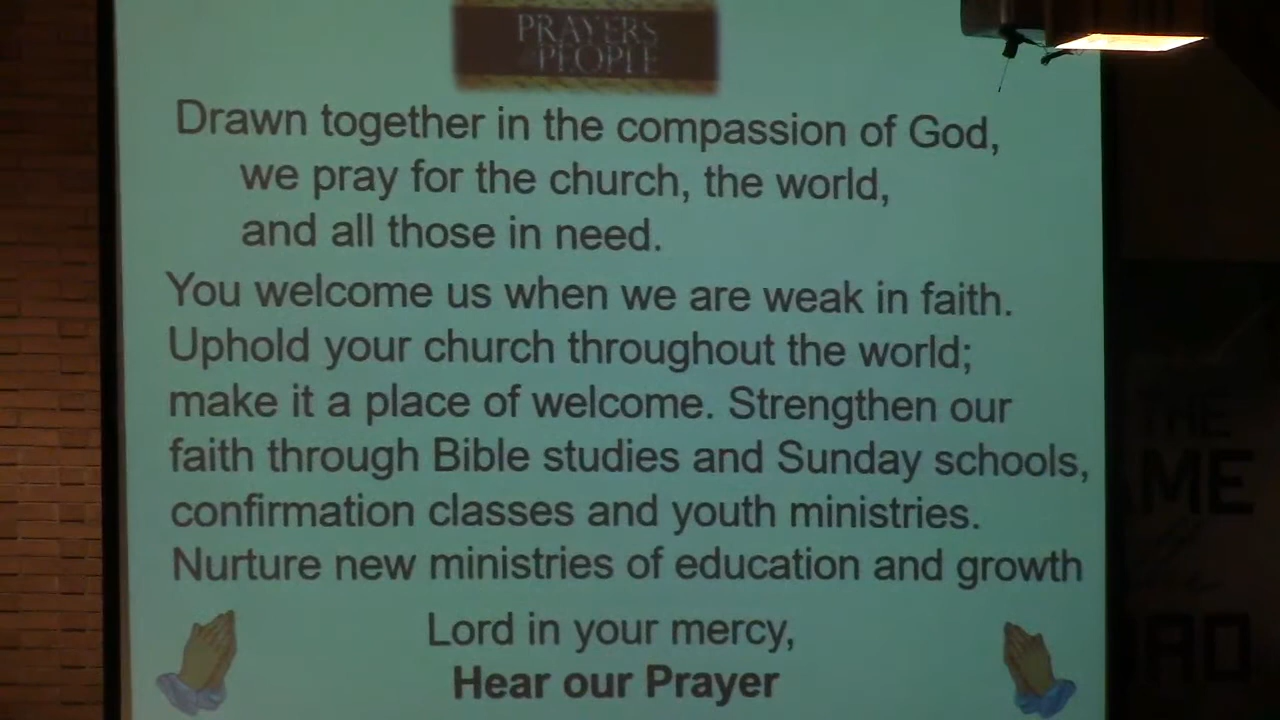 PRAYERS
of the PEOPLE
Drawn together in the compassion of God,
we pray for the church, the world,
and all those in need.
You welcome us when we are weak in faith.
Uphold your church throughout the world;
make it a place of welcome. Strengthen our
faith through Bible studies and Sunday schools,
confirmation classes and youth ministries.
Nurture new ministries of education and growth
Lord in your mercy,
Hear our Prayer
THE